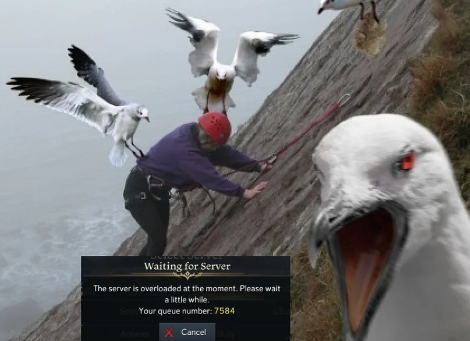 Waiting for Server
The server is overloaded at the moment. Please wait
a little while.
Your queue number: 7584
Cancel